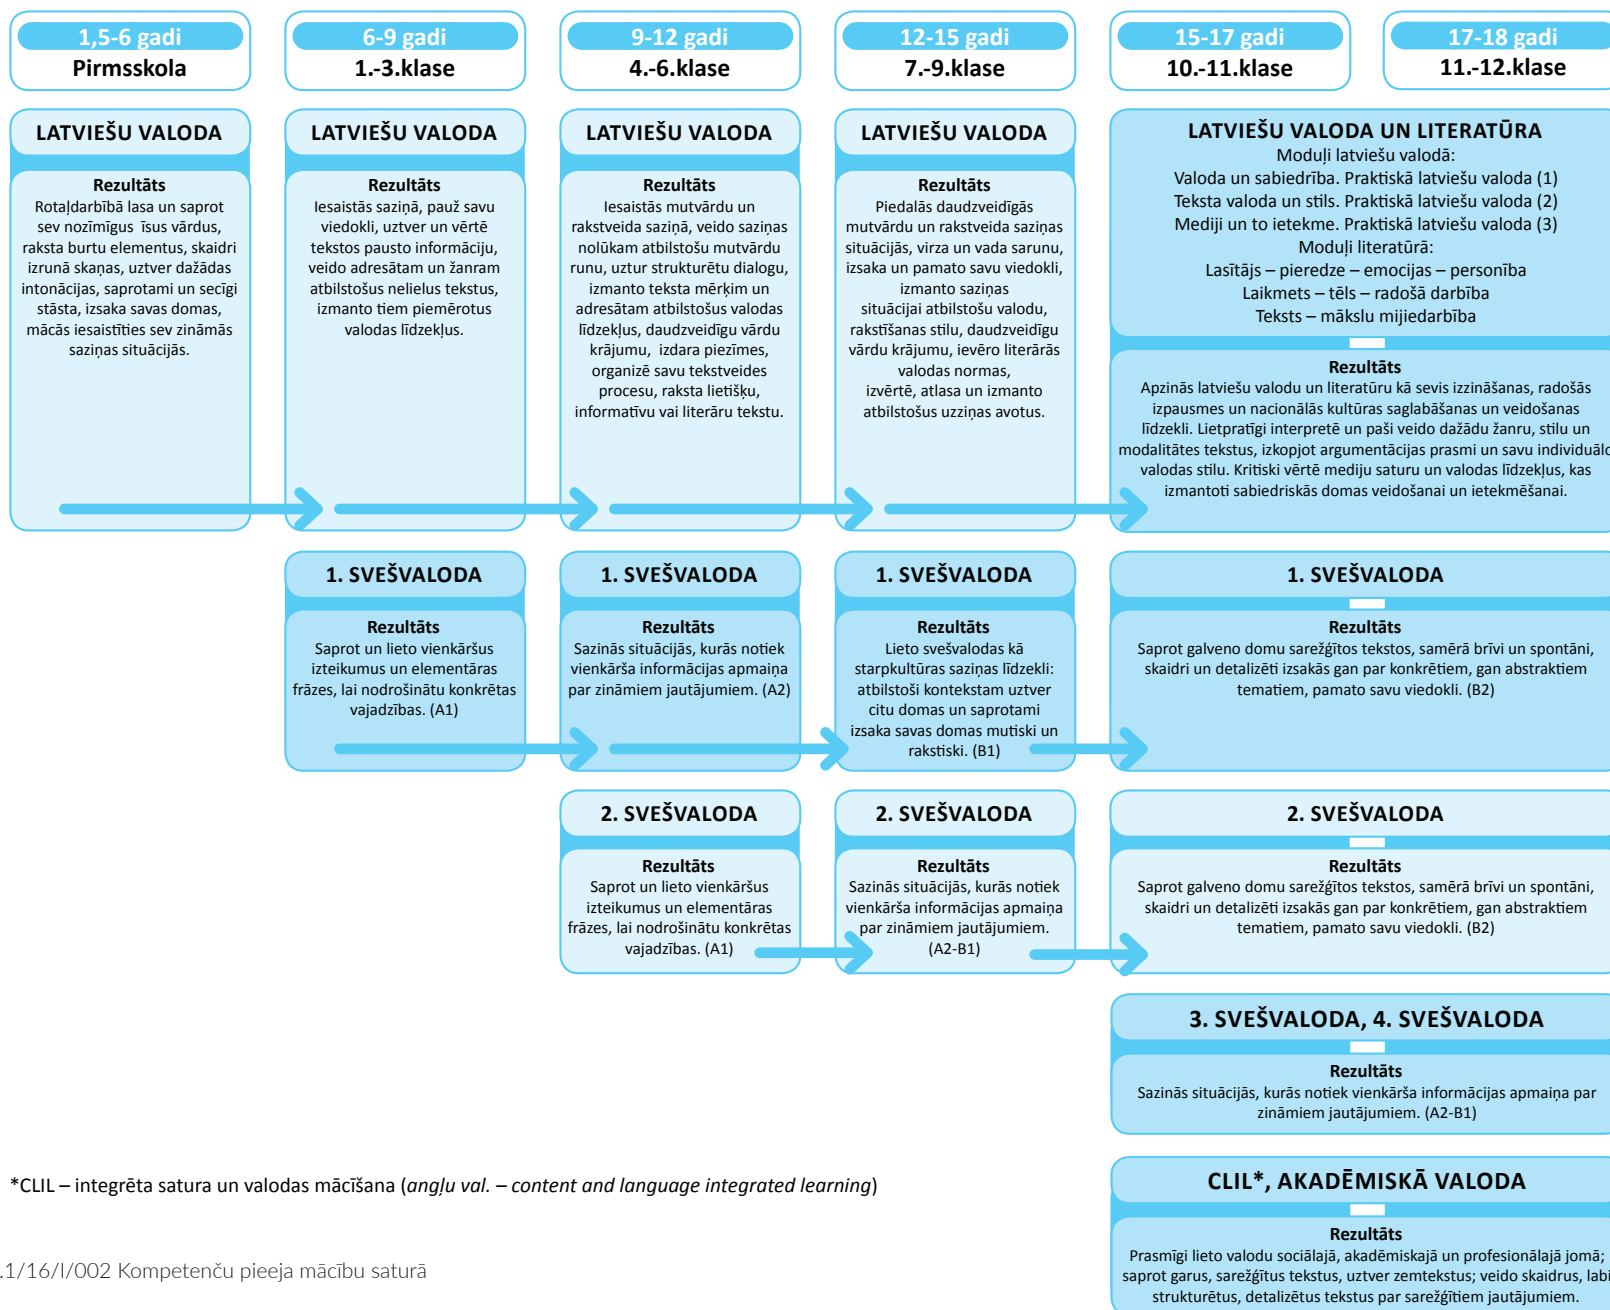 1,5-6 gadi
Pirmsskola
6-9 gadi
1.-3.klase
9-12 gadi
4.-6.klase
12-15 gadi
7.-9.klase
15-17 gadi
10.-11.klase
17-18 gadi
11.-12.klase
LATVIEŠU VALODA
Rezultāts
Rotaļdarbībā lasa un saprot
sev nozīmīgus īsus vārdus,
raksta burtu elementus, skaidri
izrunā skaņas, uztver dažādas
intonācijas, saprotami un secīgi
stāsta, izsaka savas domas,
mācās iesaistīties sev zināmās
saziņas situācijās.
LATVIEŠU VALODA
Rezultāts
Iesaistās saziņā, pauž savu
viedokli, uztver un vērtē
tekstos pausto informāciju,
veido adresātam un žanram
atbilstošus nelielus tekstus,
izmanto tiem piemērotus
valodas līdzekļus.
LATVIEŠU VALODA
Rezultāts
Iesaistās mutvārdu un
rakstveida saziņā, veido saziņas
nolūkam atbilstošu mutvārdu
runu, uztur strukturētu dialogu,
izmanto teksta mērķim un
adresātam atbilstošus valodas
līdzekļus, daudzveidīgu vārdu
krājumu, izdara piezīmes,
organizē savu tekstveides
procesu, raksta lietišķu,
informatīvu vai literāru tekstu.
LATVIEŠU VALODA
Rezultāts
Piedalās daudzveidīgās
mutvārdu un rakstveida saziņas
situācijās, virza un vada sarunu,
izsaka un pamato savu viedokli,
izmanto saziņas
situācijai atbilstošu valodu,
rakstīšanas stilu, daudzveidīgu
vārdu krājumu, ievēro literārās
valodas normas,
izvērtē, atlasa un izmanto
atbilstošus uzziņas avotus.
LATVIEŠU VALODA UN LITERATŪRA
Moduļi latviešu valodā:
Valoda un sabiedrība. Praktiskā latviešu valoda (1)
Teksta valoda un stils. Praktiskā latviešu valoda (2)
Mediji un to ietekme. Praktiskā latviešu valoda (3)
Moduļi literatūrā:
Lasītājs – pieredze – emocijas – personība
Laikmets – tēls – radošā darbība
Teksts – mākslu mijiedarbība
Rezultāts
Apzinās latviešu valodu un literatūru kā sevis izzināšanas, radošās
izpausmes un nacionālās kultūras saglabāšanas un veidošanas
līdzekli. Lietpratīgi interpretē un paši veido dažādu žanru, stilu un
modalitātes tekstus, izkopjot argumentācijas prasmi un savu individuālo
valodas stilu. Kritiski vērtē mediju saturu un valodas līdzekļus, kas
izmantoti sabiedriskās domas veidošanai un ietekmēšanai.
1. SVEŠVALODA
Rezultāts
Saprot un lieto vienkāršus
izteikumus un elementāras
frāzes, lai nodrošinātu konkrētas
vajadzības. (A1)
1. SVEŠVALODA
Rezultāts
Sazinās situācijās, kurās notiek
vienkārša informācijas apmaiņa
par zināmiem jautājumiem. (A2)
1. SVEŠVALODA
Rezultāts
Lieto svešvalodas kā
starpkultūras saziņas līdzekli:
atbilstoši kontekstam uztver
citu domas un saprotami
izsaka savas domas mutiski un
rakstiski. (B1)
1. SVEŠVALODA
Rezultāts
Saprot galveno domu sarežģītos tekstos, samērā brīvi un spontāni,
skaidri un detalizēti izsakās gan par konkrētiem, gan abstraktiem
tematiem, pamato savu viedokli. (B2)
2. SVEŠVALODA
Rezultāts
Saprot un lieto vienkāršus
izteikumus un elementāras
frāzes, lai nodrošinātu konkrētas
vajadzības. (A1)
2. SVEŠVALODA
Rezultāts
Sazinās situācijās, kurās notiek
vienkārša informācijas apmaiņa
par zināmiem jautājumiem.
(A2-B1)
2. SVEŠVALODA
Rezultāts
Saprot galveno domu sarežģītos tekstos, samērā brīvi un spontāni,
skaidri un detalizēti izsakās gan par konkrētiem, gan abstraktiem
tematiem, pamato savu viedokli. (B2)
3. SVEŠVALODA, 4. SVEŠVALODA
Rezultāts
Sazinās situācijās, kurās notiek vienkārša informācijas apmaiņa par
zināmiem jautājumiem. (A2-B1)
CLIL*, AKADĒMISKĀ VALODA
Rezultāts
Prasmīgi lieto valodu sociālajā, akadēmiskajā un profesionālajā jomā;
saprot garus, sarežģītus tekstus, uztver zemtekstus; veido skaidrus, labi
strukturētus, detalizētus tekstus par sarežģītiem jautājumiem.
*CLIL – integrēta satura un valodas mācīšana (angļu val. – content and language integrated learning)
.1/16/I/002 Kompetenču pieeja mācību saturā